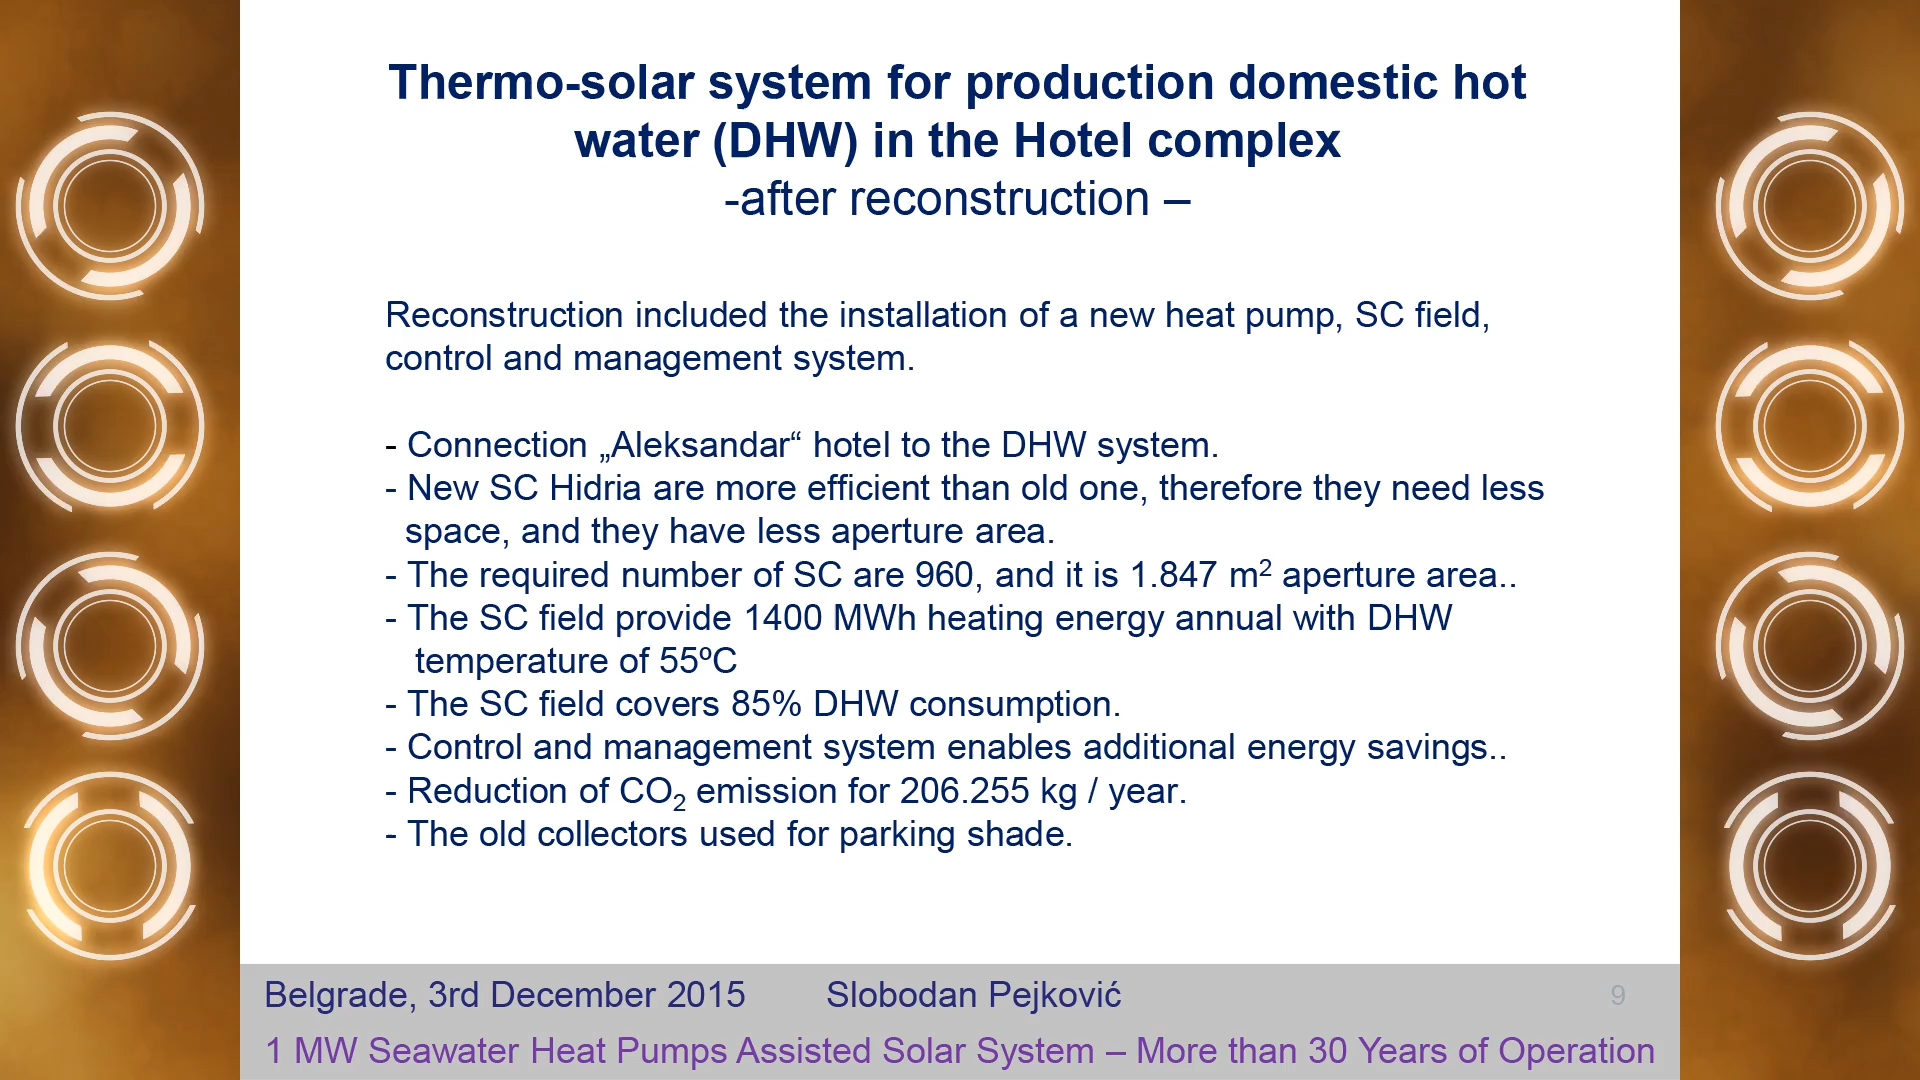 Thermo-solar system for production domestic hot
water (DHW) in the Hotel complex
-after reconstruction –
Reconstruction included the installation of a new heat pump, SC field,
control and management system.
- Connection „Aleksandar“ hotel to the DHW system.
- New SC Hidria are more efficient than old one, therefore they need less
space, and they have less aperture area.
- The required number of SC are 960, and it is 1.847 m² aperture area..
- The SC field provide 1400 MWh heating energy annual with DHW
temperature of 55ºC
- The SC field covers 85% DHW consumption.
- Control and management system enables additional energy savings..
- Reduction of CO₂ emission for 206.255 kg / year.
- The old collectors used for parking shade.
Belgrade, 3rd December 2015 Slobodan Pejković 9
1 MW Seawater Heat Pumps Assisted Solar System – More than 30 Years of Operation